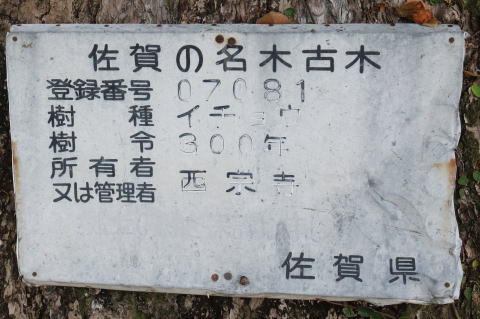 佐賀の名木古木
登録番号 07081
樹種 イチョウ
樹令 300年
所有者
又は管理者 西宗寺
佐賀県